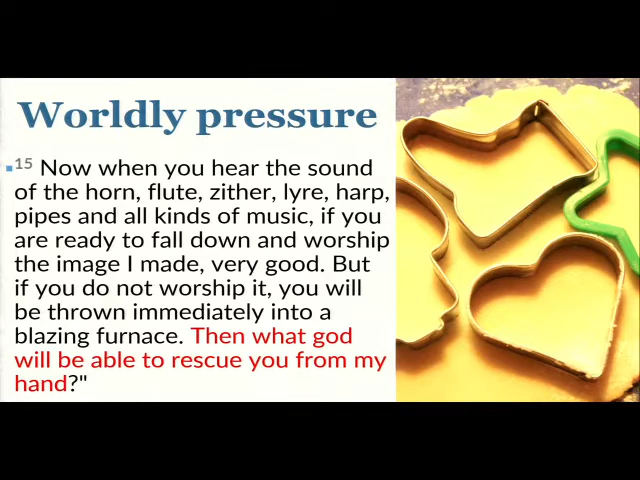 Worldly pressure
15 Now when you hear the sound
of the horn, flute, zither, lyre, harp,
pipes and all kinds of music, if you
are ready to fall down and worship
the image I made, very good. But
if you do not worship it, you will
be thrown immediately into a
blazing furnace. Then what god
will be able to rescue you from my
hand?"